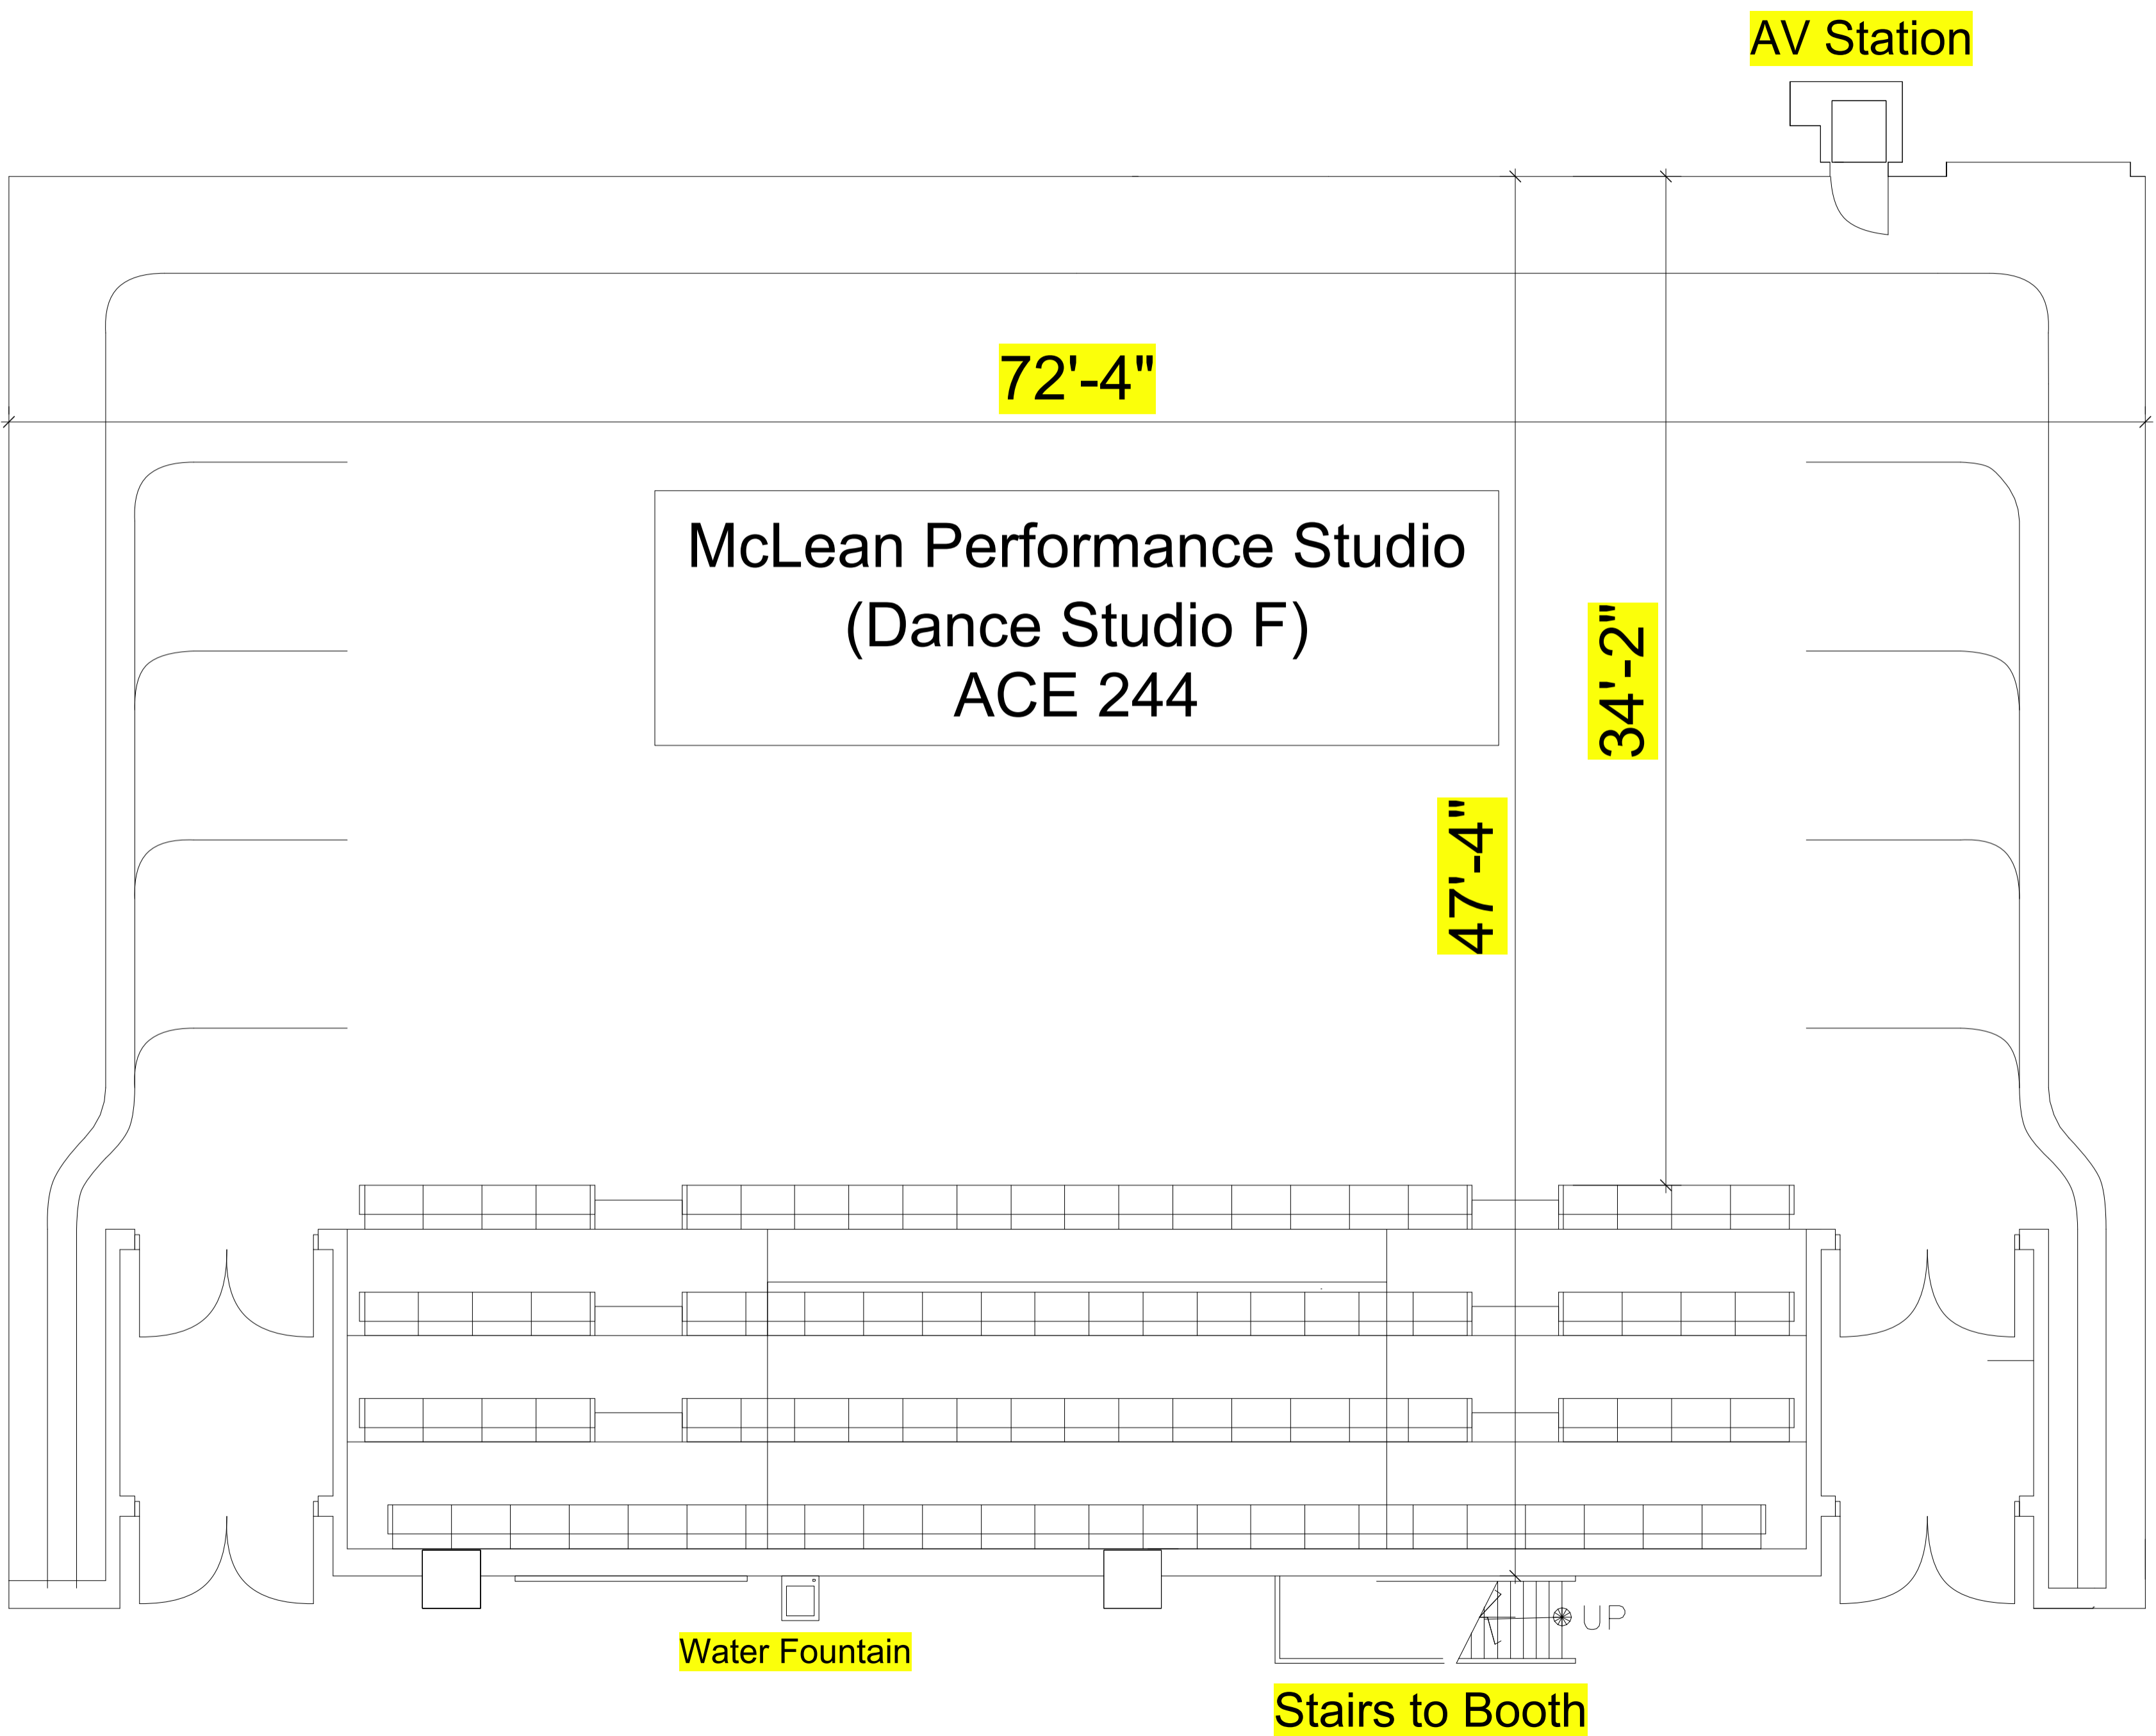 AV Station
72'-4"
McLean Performance Studio
(Dance Studio F)
ACE 244
34'-2"
47'-4"
UP
Water Fountain
Stairs to Booth